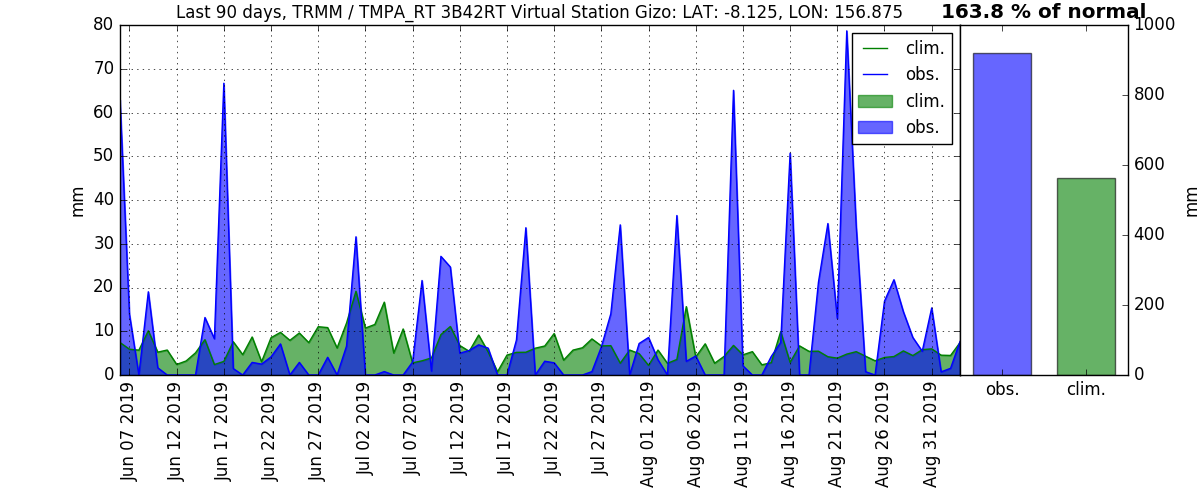 Last 90 days, TRMM / TMPA_RT 3B42RT Virtual Station Gizo: LAT: -8.125, LON: 156.875
163.8 % of normal
80
70
60
50
40
30
20
10
0
mm
clim.
obs.
clim.
obs.
Jun 07 2019
Jun 12 2019
Jun 17 2019
Jun 22 2019
Jun 27 2019
Jul 02 2019
Jul 07 2019
Jul 12 2019
Jul 17 2019
Jul 22 2019
Jul 27 2019
Aug 01 2019
Aug 06 2019
Aug 11 2019
Aug 16 2019
Aug 21 2019
Aug 26 2019
Aug 31 2019
1000
800
600
400
200
0
mm
obs.
clim.